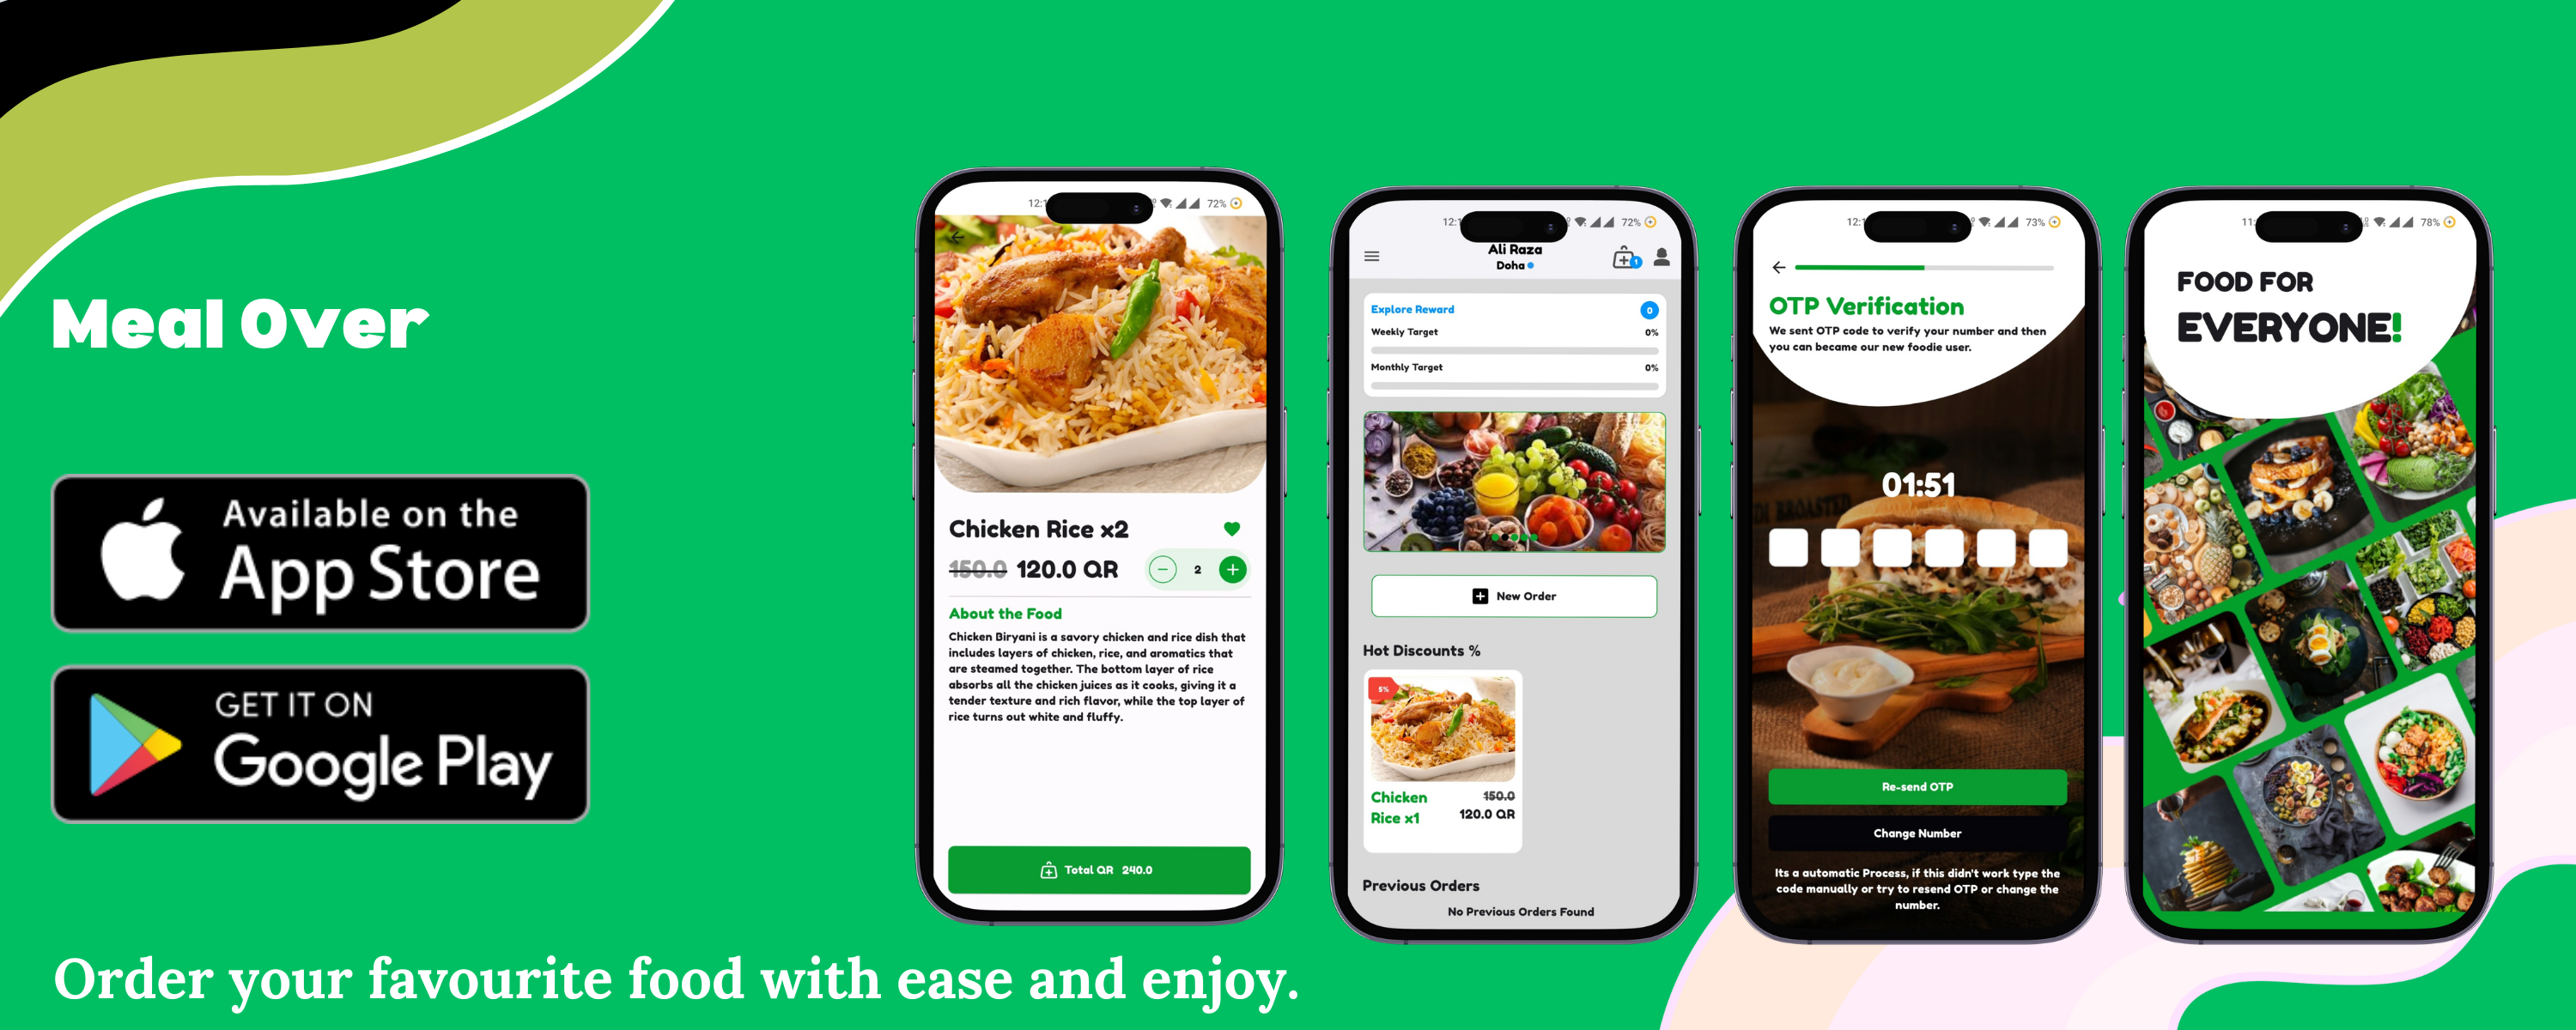 Meal Over
Available on the
App Store
GET IT ON
Google Play
Order your favourite food with ease and enjoy.
72%
Chicken Rice x2
150.0 120.0 QR
2
About the Food
Chicken Biryani is a savory chicken and rice dish that
includes layers of chicken, rice, and aromatics that
are steamed together. The bottom layer of rice
absorbs all the chicken juices as it cooks, giving it a
tender texture and rich flavor, while the top layer of
rice turns out white and fluffy.
Total QR 240.0
72%
Ali Raza
Doha
1
Explore Reward 0
Weekly Target 0%
Monthly Target 0%
New Order
Hot Discounts %
5%
Chicken 150.0
Rice x1 120.0 QR
Previous Orders
No Previous Orders Found
73%
OTP Verification
We sent OTP code to verify your number and then
you can became our new foodie user.
01:51
Re-send OTP
Change Number
Its a automatic Process, if this didn't work type the
code manually or try to resend OTP or change the
number.
78%
FOOD FOR
EVERYONE!